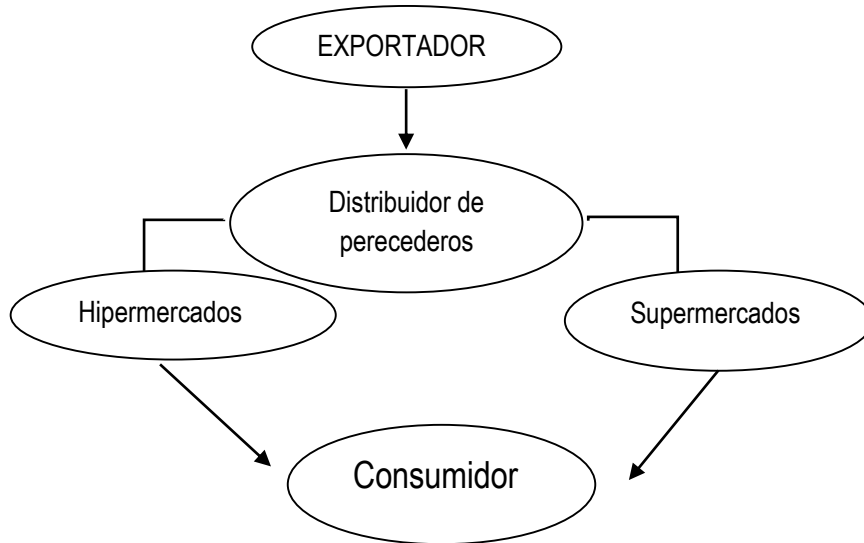 EXPORTADOR
Distribuidor de
perecederos
Hipermercados
Supermercados
Consumidor